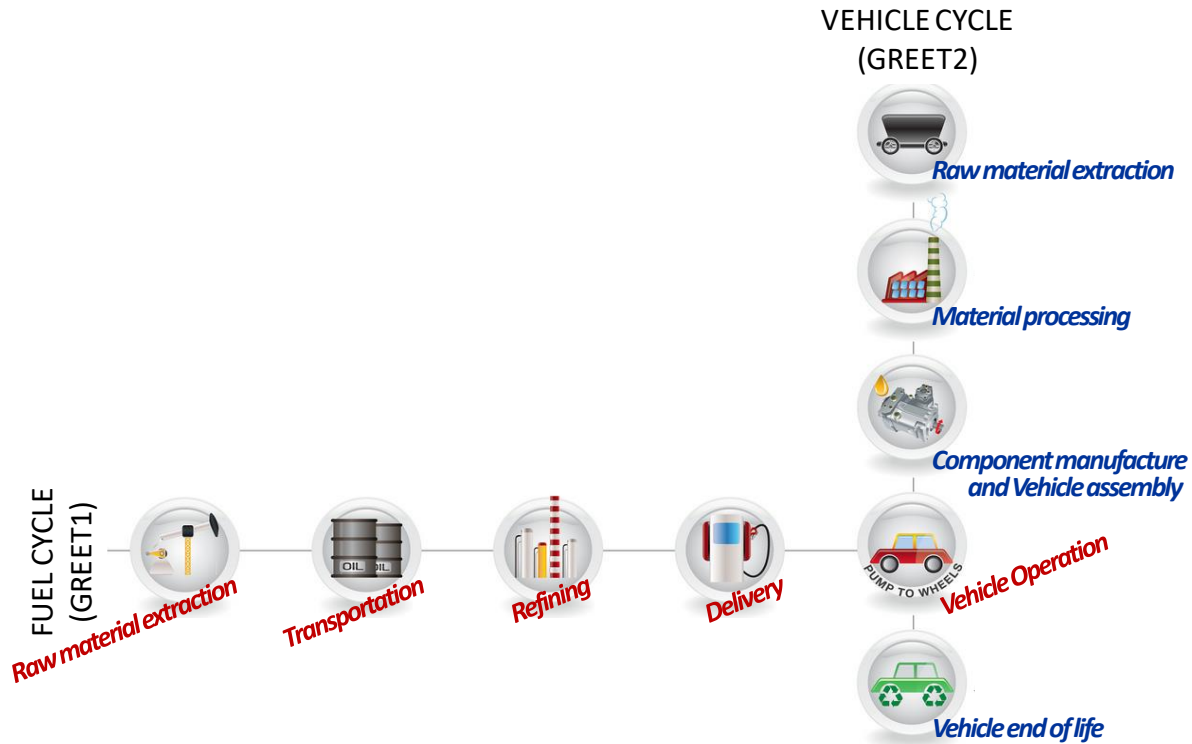 VEHICLE CYCLE
(GREET2)
Raw material extraction
Material processing
Component manufacture
and Vehicle assembly
FUEL CYCLE
(GREET1)
Raw material extraction
OIL
OIL
Transportation
Refining
Delivery
PUMP TO WHEELS
Vehicle Operation
Vehicle end of life